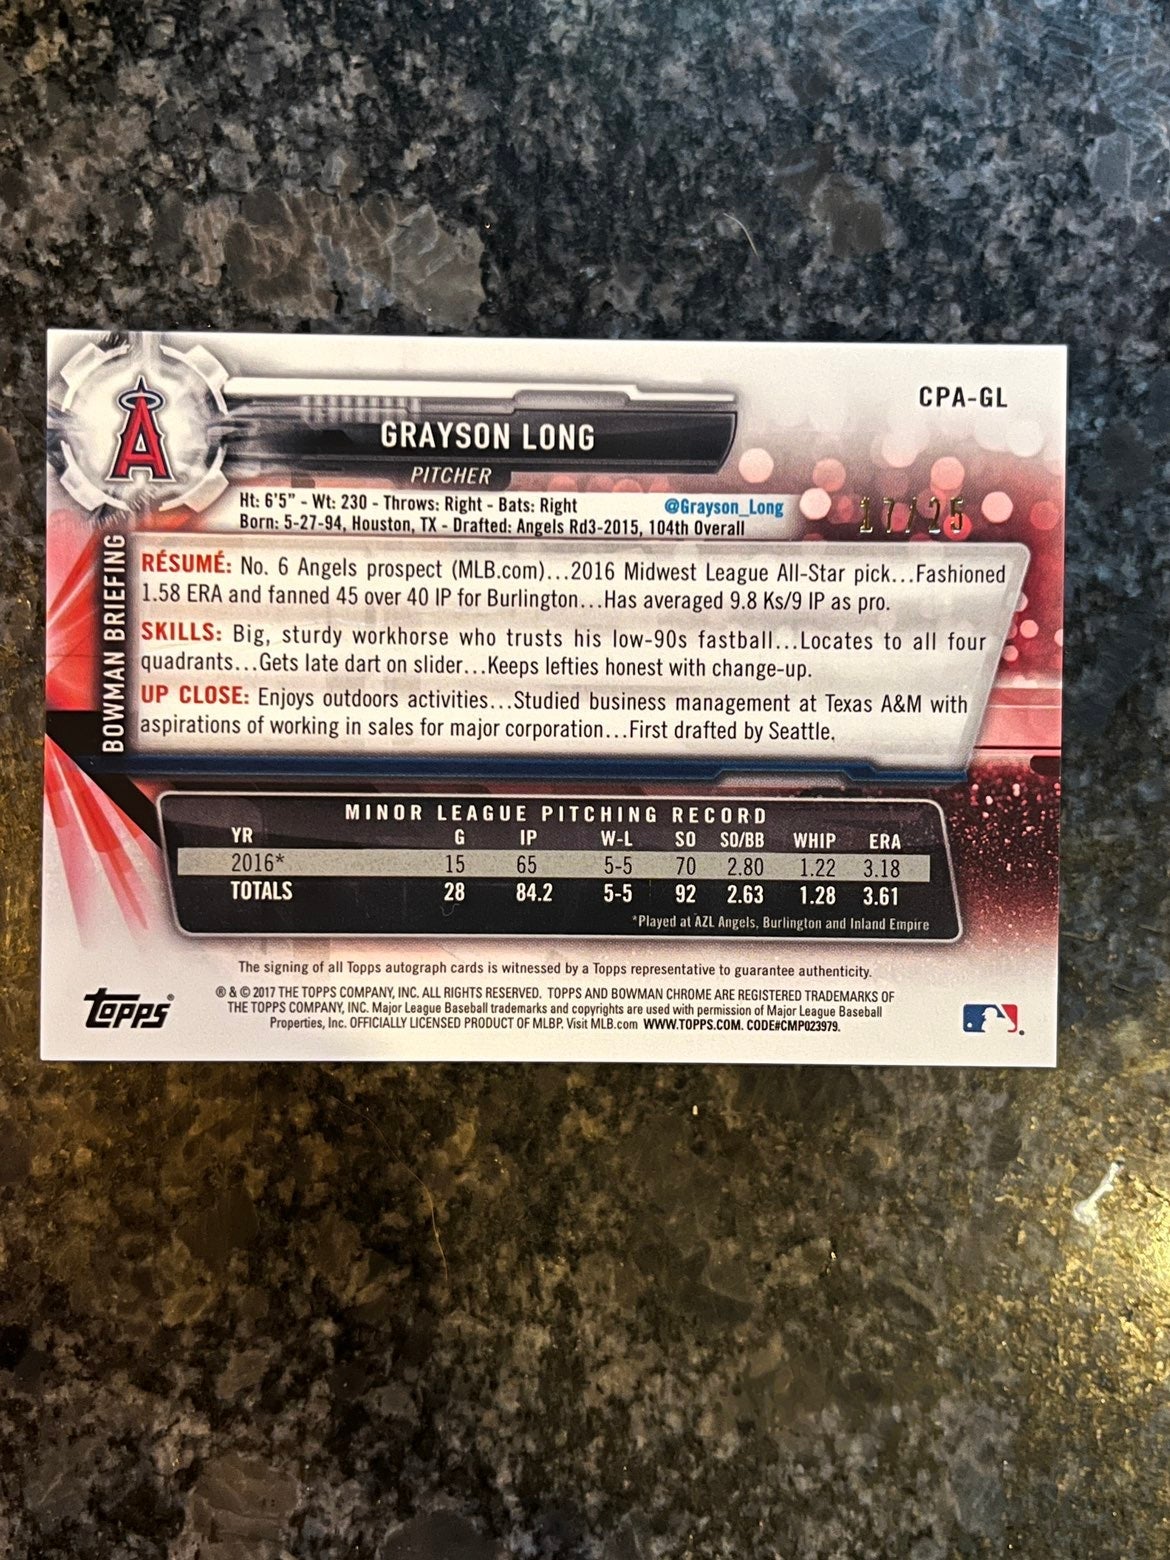 CPA-GL
A
GRAYSON LONG
PITCHER
Ht: 6'5" - Wt: 230 - Throws: Right - Bats: Right @Grayson_Long
Born: 5-27-94, Houston, TX - Drafted: Angels Rd3-2015, 104th Overall
17/25
BOWMAN BRIEFING
RÉSUMÉ: No. 6 Angels prospect (MLB.com)...2016 Midwest League All-Star pick...Fashioned
1.58 ERA and fanned 45 over 40 IP for Burlington...Has averaged 9.8 Ks/9 IP as pro.
SKILLS: Big, sturdy workhorse who trusts his low-90s fastball...Locates to all four
quadrants...Gets late dart on slider...Keeps lefties honest with change-up.
UP CLOSE: Enjoys outdoors activities...Studied business management at Texas A&M with
aspirations of working in sales for major corporation...First drafted by Seattle.
MINOR LEAGUE PITCHING RECORD
YR G IP W-L SO SO/BB WHIP ERA
2016* 15 65 5-5 70 2.80 1.22 3.18
TOTALS 28 84.2 5-5 92 2.63 1.28 3.61
*Played at AZL Angels, Burlington and Inland Empire
The signing of all Topps autograph cards is witnessed by a Topps representative to guarantee authenticity.
topps®
® & © 2017 THE TOPPS COMPANY, INC. ALL RIGHTS RESERVED. TOPPS AND BOWMAN CHROME ARE REGISTERED TRADEMARKS OF
THE TOPPS COMPANY, INC. Major League Baseball trademarks and copyrights are used with permission of Major League Baseball
Properties, Inc. OFFICIALLY LICENSED PRODUCT OF MLBP. Visit MLB.com WWW.TOPPS.COM. CODE#CMP023979.